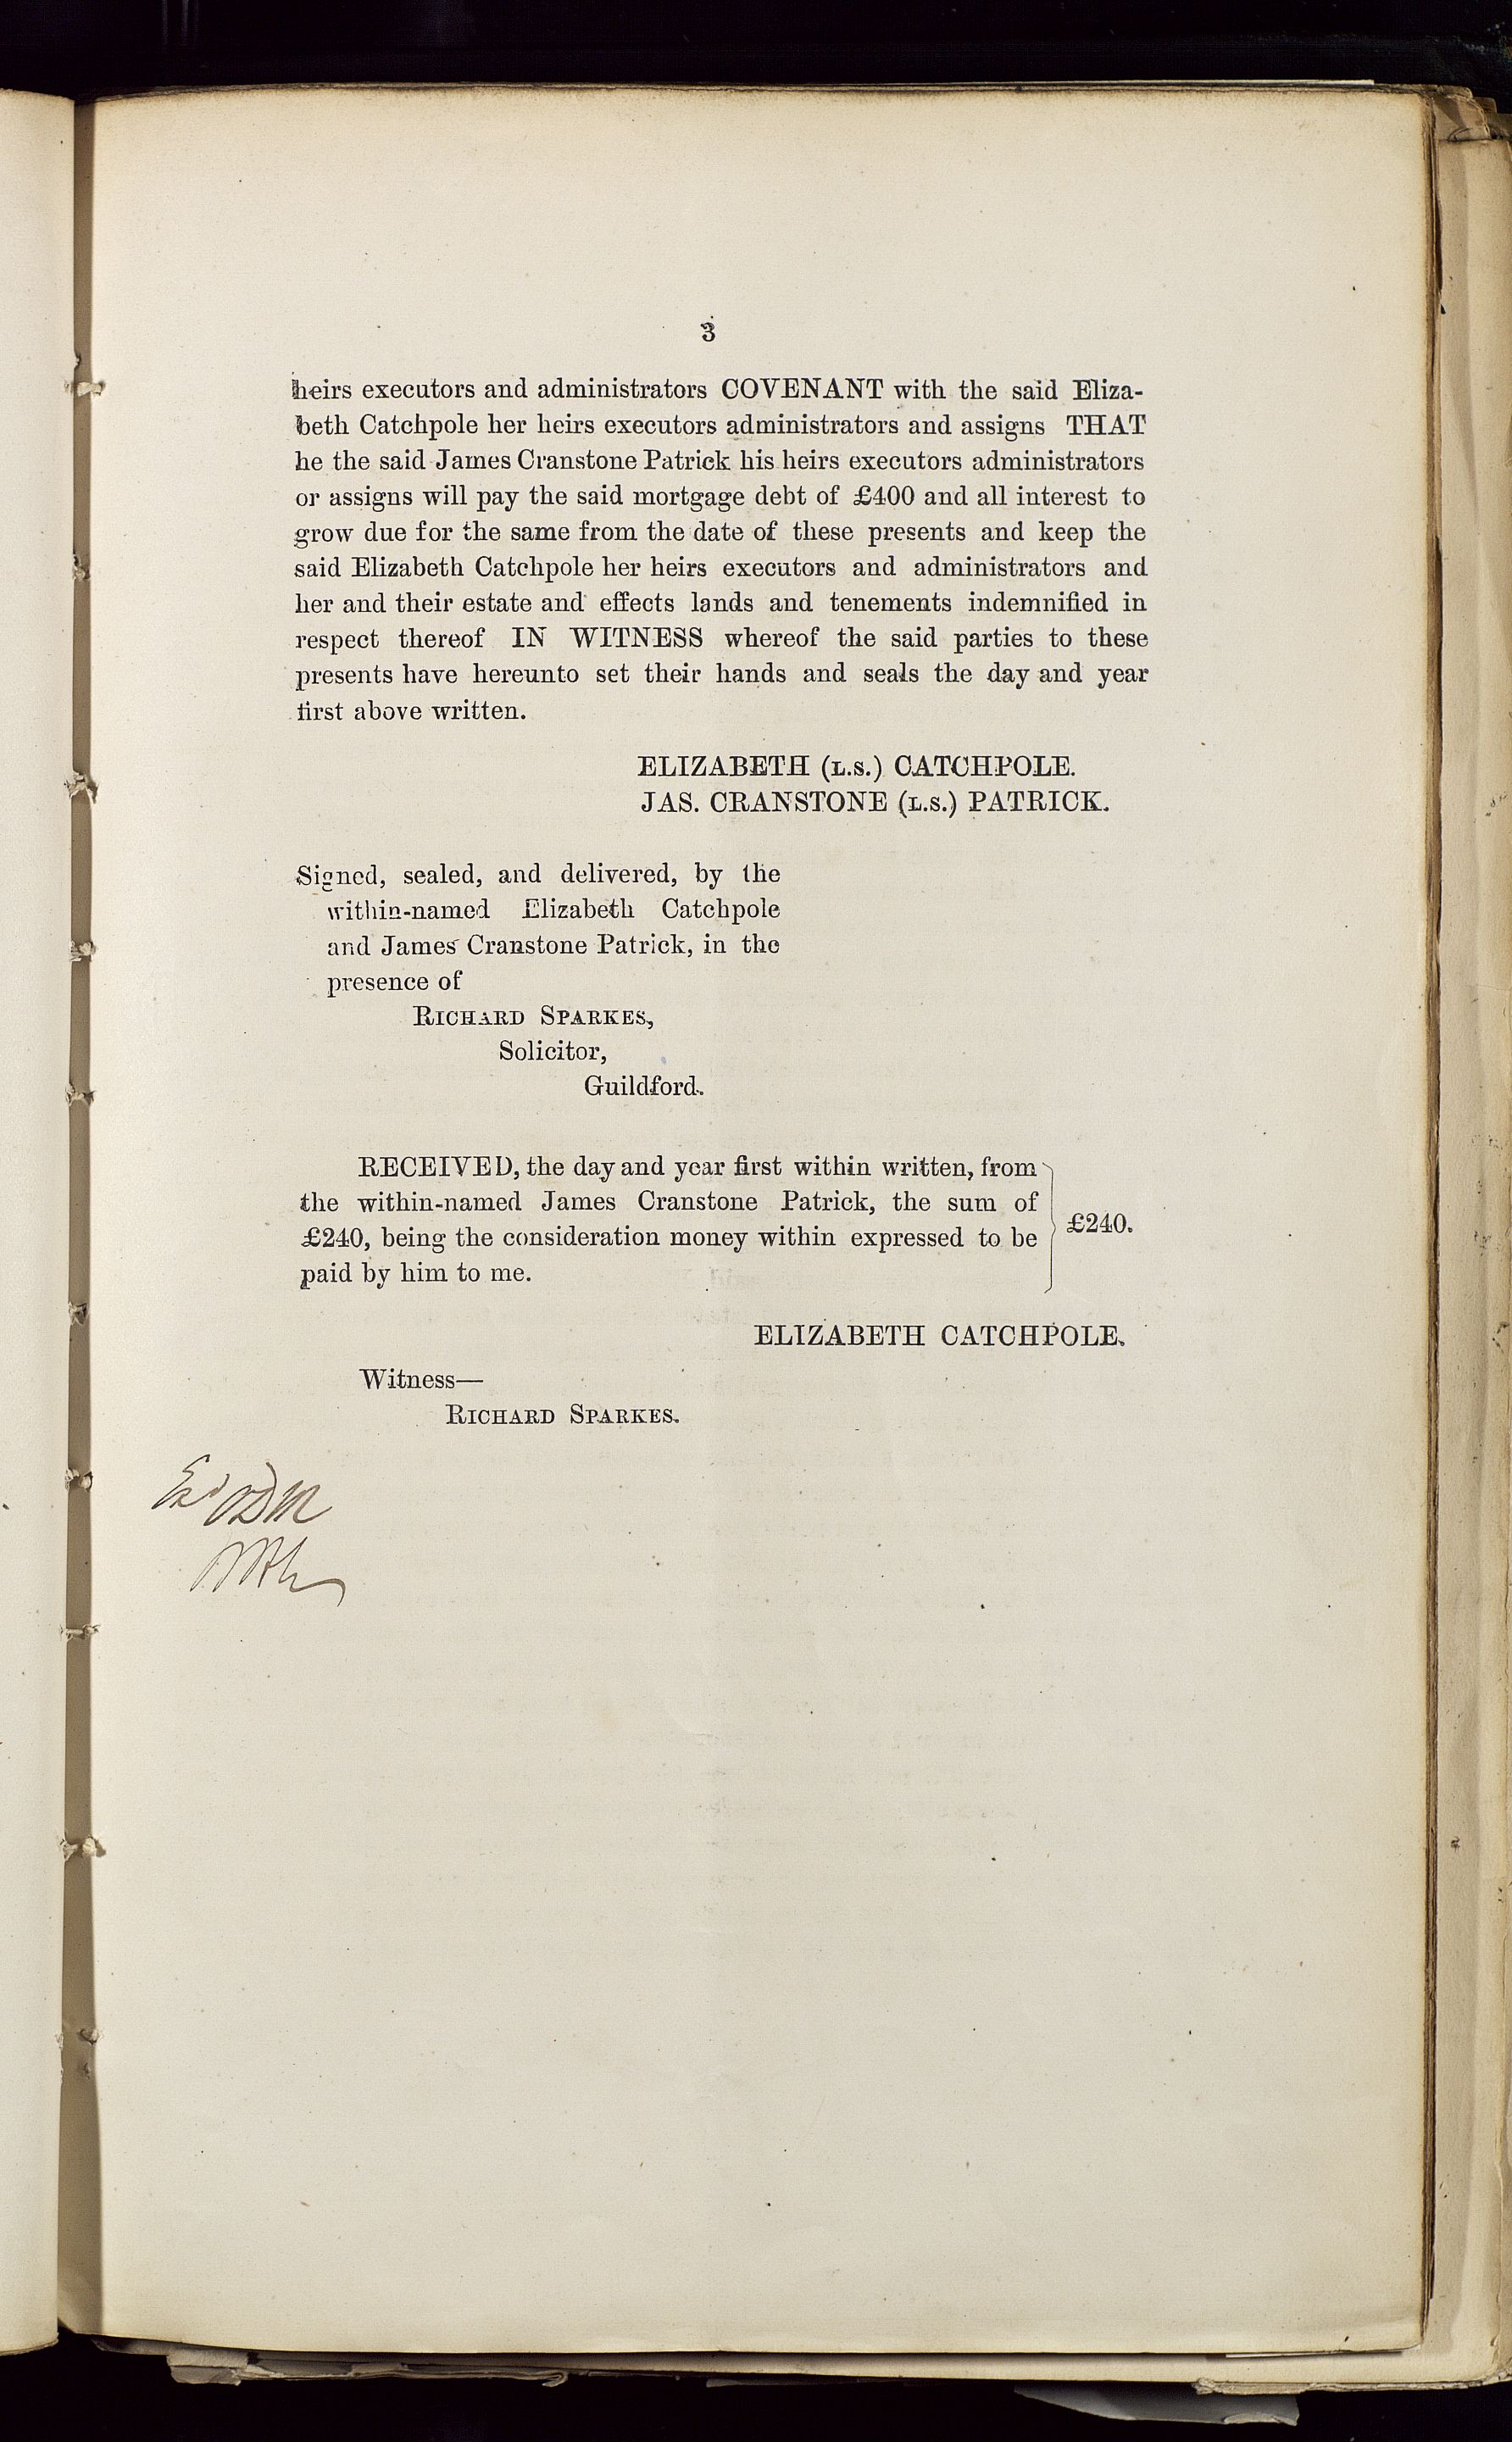 3
heirs executors and administrators COVENANT with the said Eliza-
beth Catchpole her heirs executors administrators and assigns THAT
he the said James Cranstone Patrick his heirs executors administrators
or assigns will pay the said mortgage debt of £400 and all interest to
grow due for the same from the date of these presents and keep the
said Elizabeth Catchpole her heirs executors and administrators and
her and their estate and effects lands and tenements indemnified in
respect thereof IN WITNESS whereof the said parties to these
presents have hereunto set their hands and seals the day and year
first above written.
ELIZABETH (L.S.) CATCHPOLE.
JAS. CRANSTONE (L.S.) PATRICK.
Signed, sealed, and delivered, by the
within-named Elizabeth Catchpole
and James Cranstone Patrick, in the
presence of
RICHARD SPARKES,
Solicitor,
Guildford.
RECEIVED, the day and year first within written, from
the within-named James Cranstone Patrick, the sum of
£240, being the consideration money within expressed to be
paid by him to me.
£240.
ELIZABETH CATCHPOLE.
Witness—
RICHARD SPARKES.